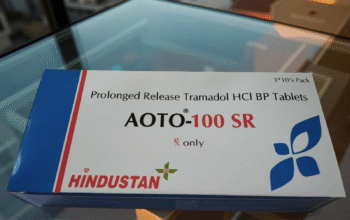 3*10's Pack
Prolonged Release Tramadol HCl BP Tablets
AOTO®-100 SR
℞ only
HINDUSTAN